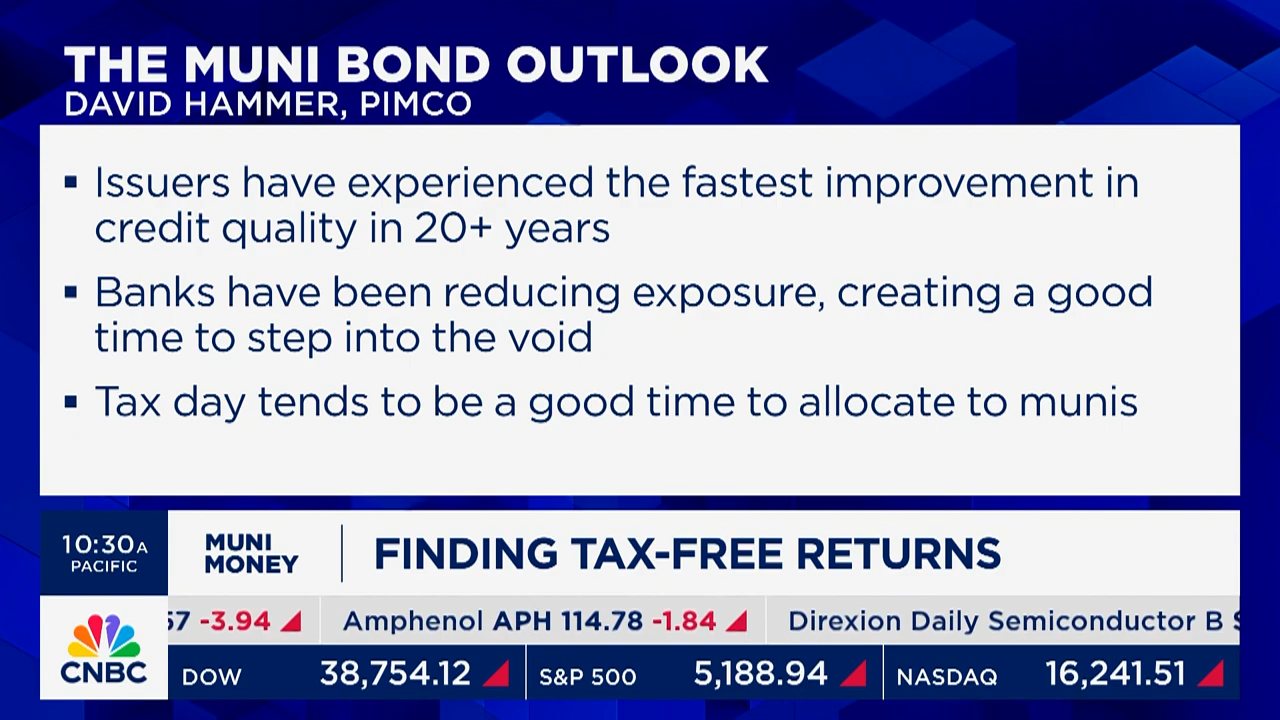 THE MUNI BOND OUTLOOK
DAVID HAMMER, PIMCO
▪ Issuers have experienced the fastest improvement in
credit quality in 20+ years
▪ Banks have been reducing exposure, creating a good
time to step into the void
▪ Tax day tends to be a good time to allocate to munis
10:30A
PACIFIC
MUNI
MONEY
FINDING TAX-FREE RETURNS
57 -3.94 Amphenol APH 114.78 -1.84 Direxion Daily Semiconductor B
CNBC
DOW 38,754.12 S&P 500 5,188.94 NASDAQ 16,241.51